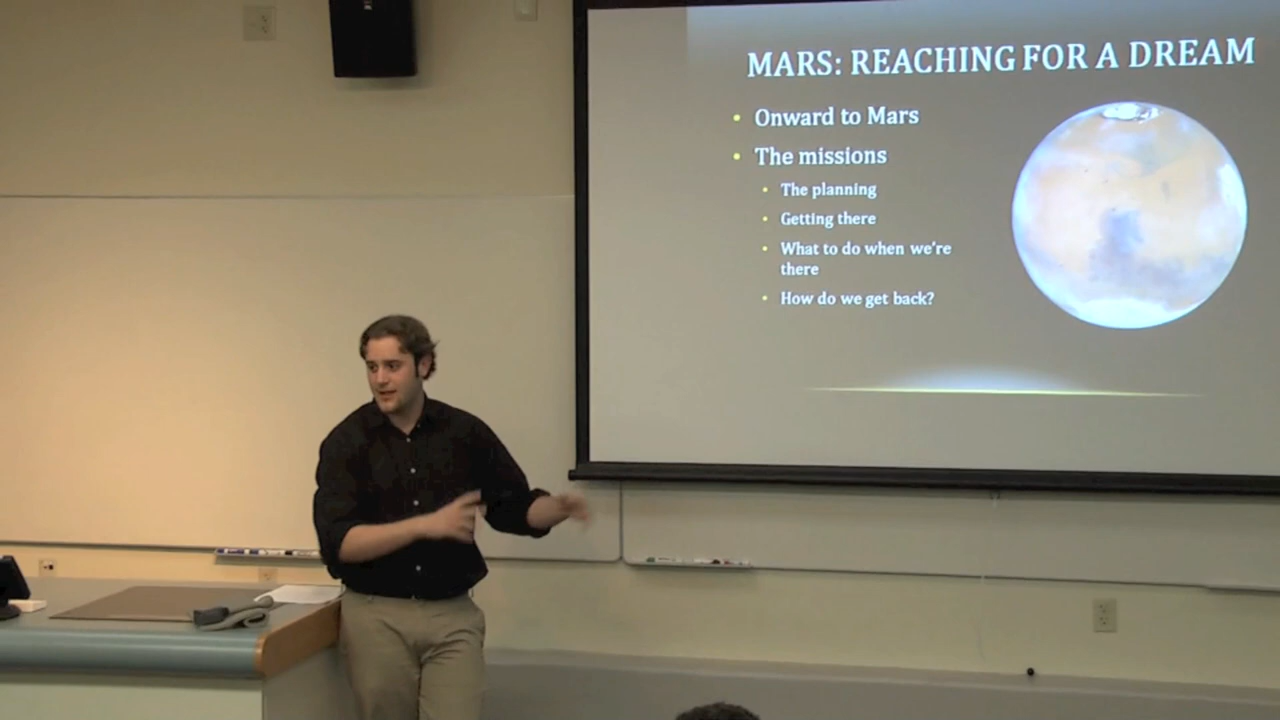 MARS: REACHING FOR A DREAM
• Onward to Mars
• The missions
• The planning
• Getting there
• What to do when we're
there
• How do we get back?